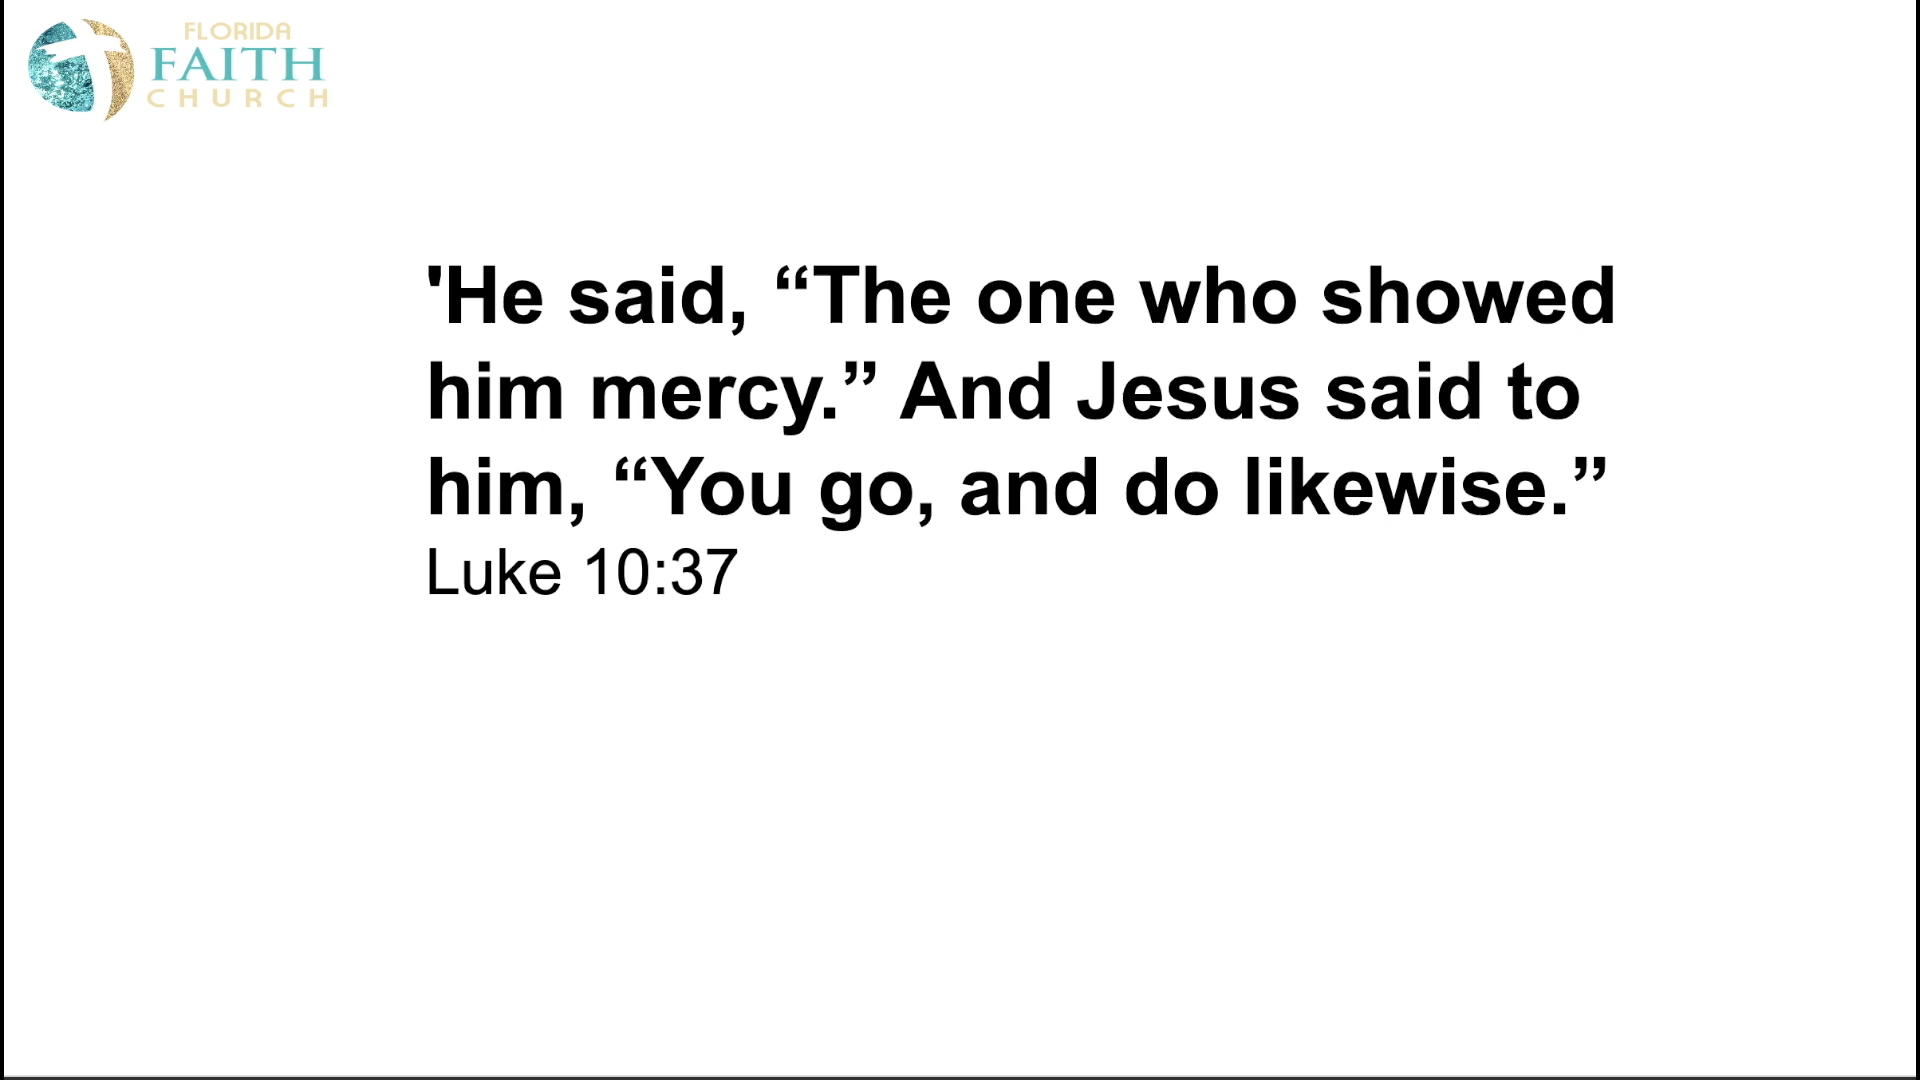 FLORIDA
FAITH
CHURCH
'He said, “The one who showed
him mercy.” And Jesus said to
him, “You go, and do likewise.”
Luke 10:37